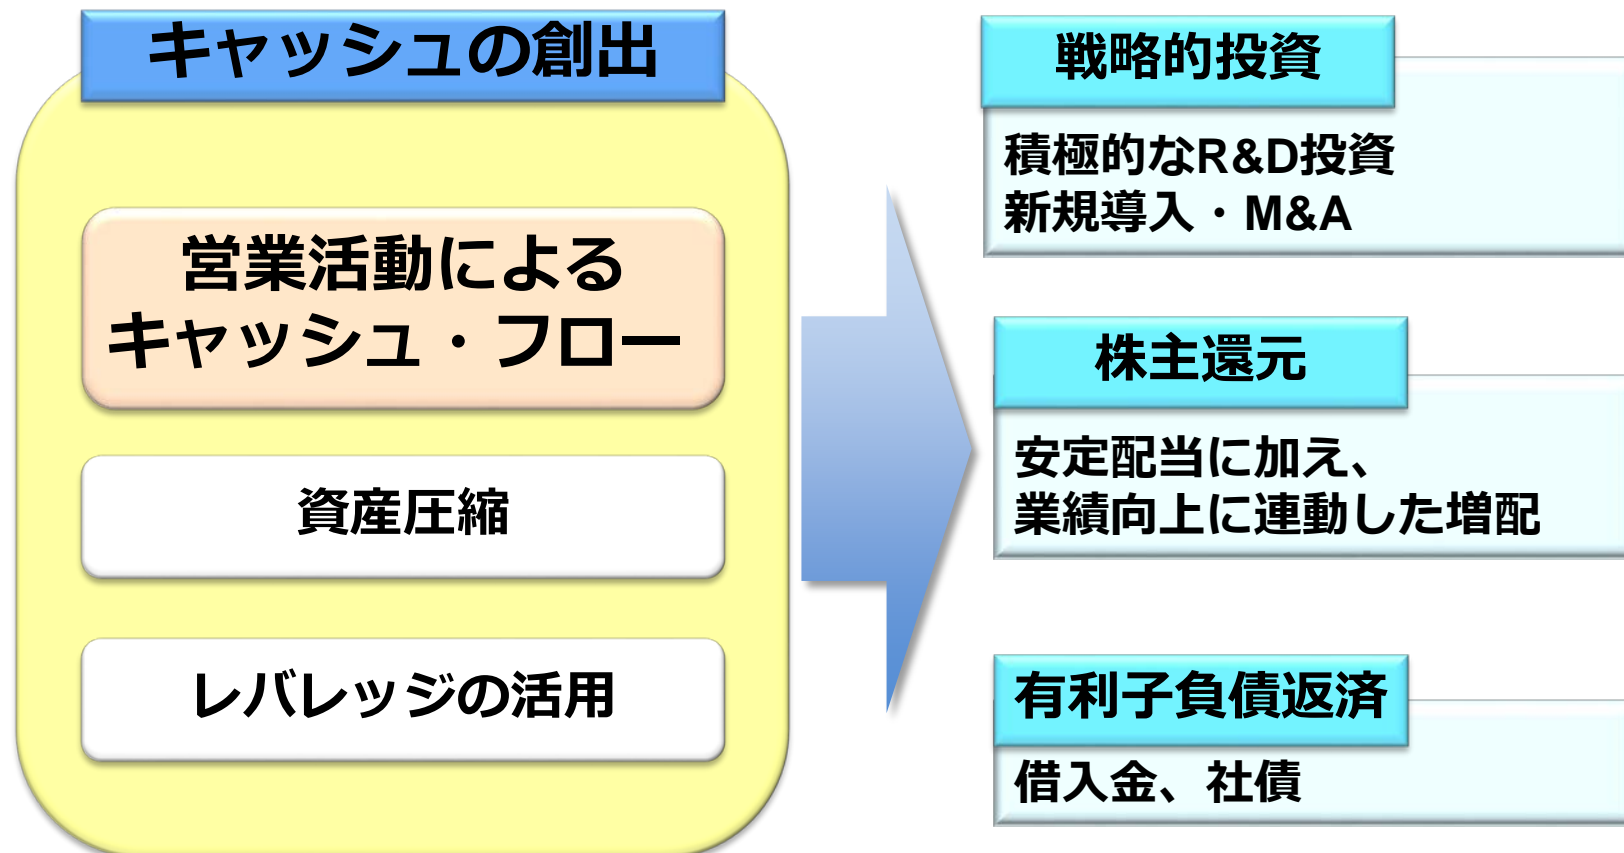 キャッシュの創出
営業活動による
キャッシュ・フロー
資産圧縮
レバレッジの活用
戦略的投資
積極的なR&D投資
新規導入・M&A
株主還元
安定配当に加え、
業績向上に連動した増配
有利子負債返済
借入金、社債